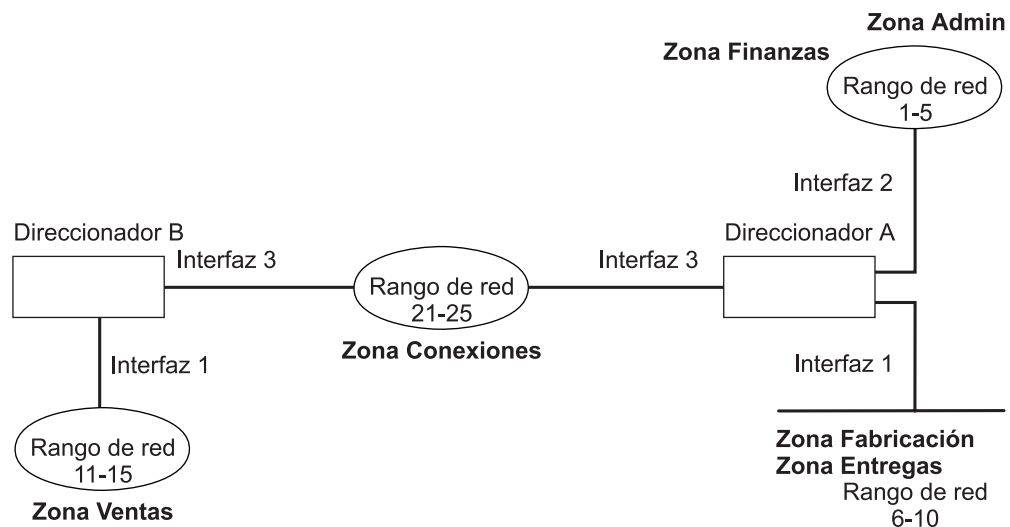 Zona Admin
Zona Finanzas
Rango de red
1-5
Interfaz 2
Direccionador B
Direccionador A
Interfaz 3
Interfaz 3
Rango de red
21-25
Zona Conexiones
Interfaz 1
Interfaz 1
Rango de red
11-15
Zona Ventas
Zona Fabricación
Zona Entregas
Rango de red
6-10